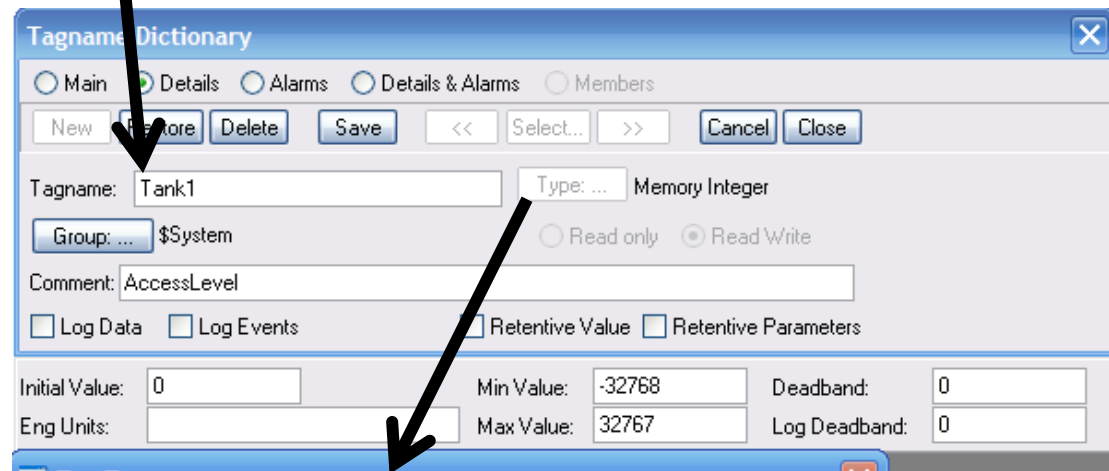 Tagname Dictionary
Main Details Alarms Details & Alarms Members
New Restore Delete Save << Select... >> Cancel Close
Tagname: Tank1 Type: ... Memory Integer
Group: ... $System Read only Read Write
Comment: AccessLevel
Log Data Log Events Retentive Value Retentive Parameters
Initial Value: 0 Min Value: -32768 Deadband: 0
Eng Units: Max Value: 32767 Log Deadband: 0